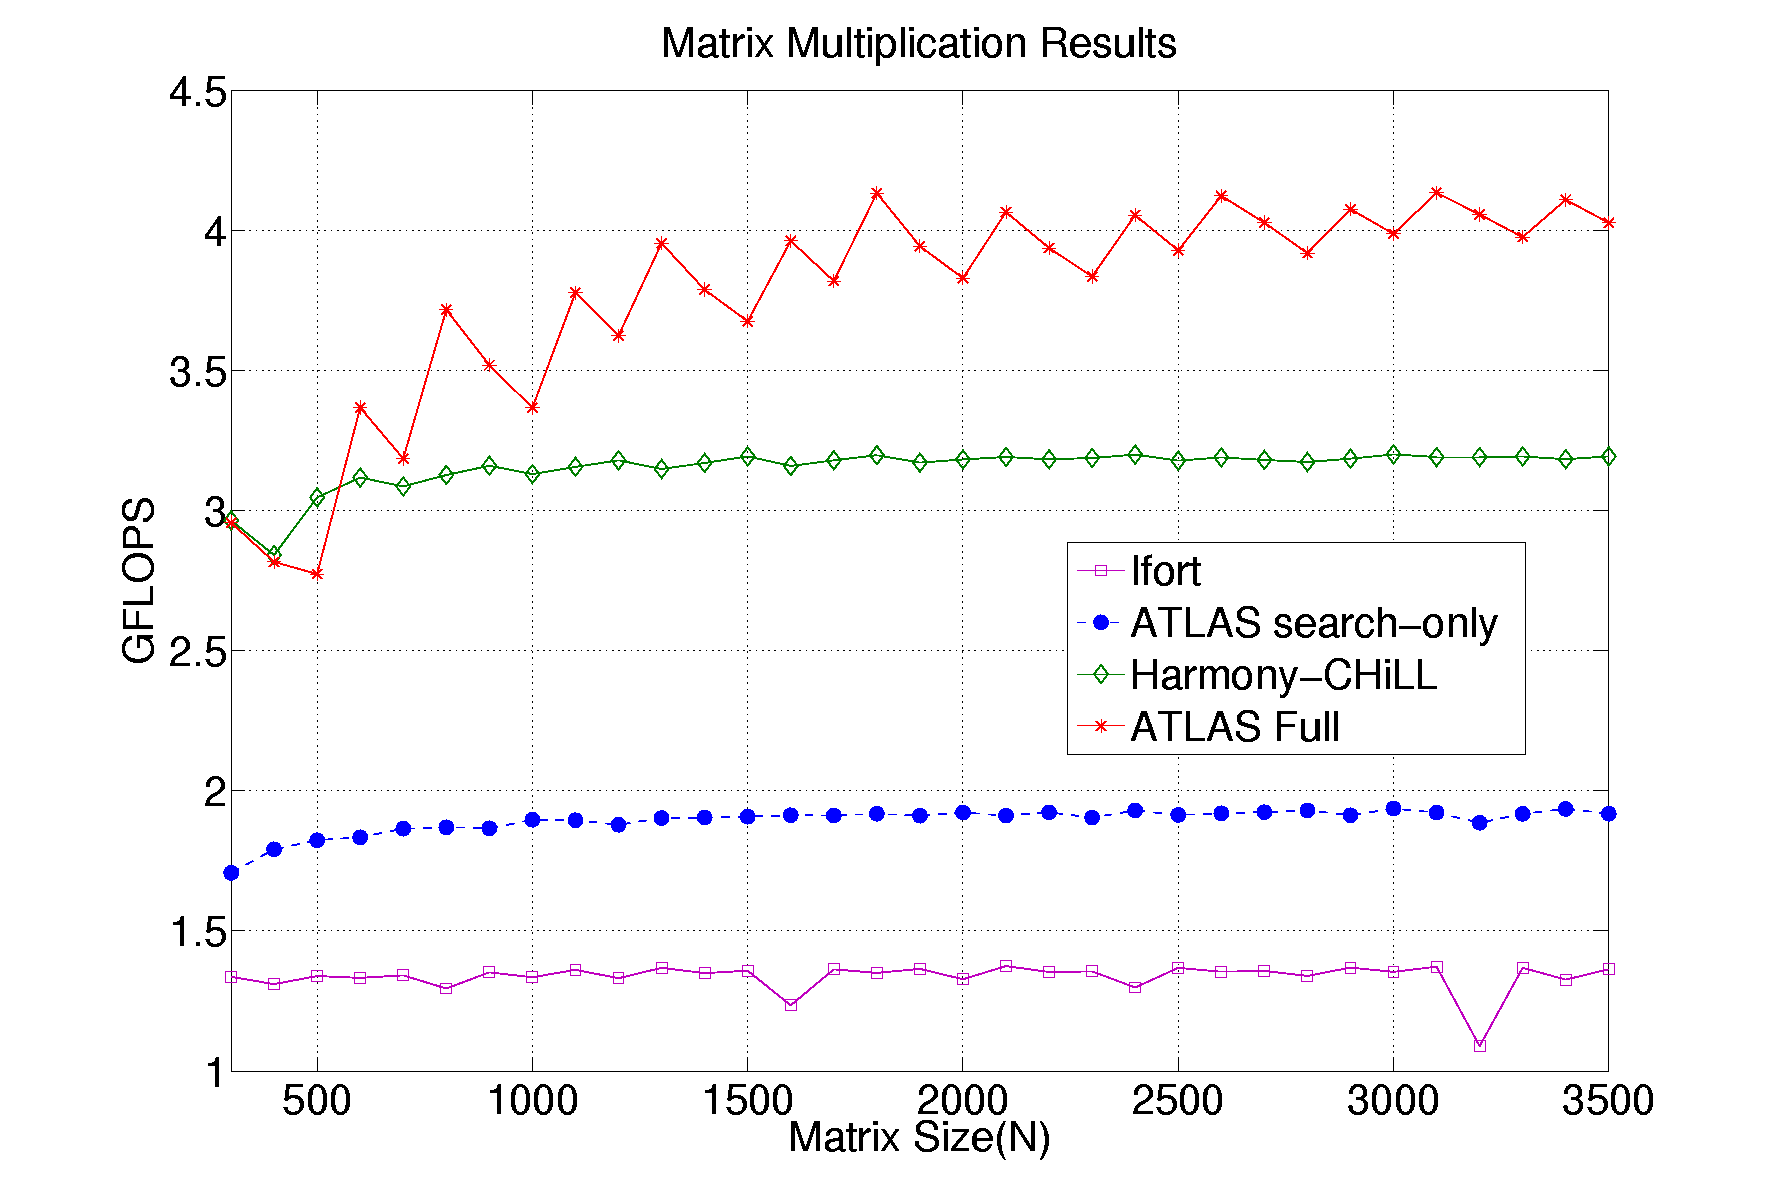 Matrix Multiplication Results
4.5
4
3.5
3
2.5
2
1.5
1
GFLOPS
Ifort
ATLAS search-only
Harmony-CHiLL
ATLAS Full
500 1000 1500 2000 2500 3000 3500
Matrix Size(N)